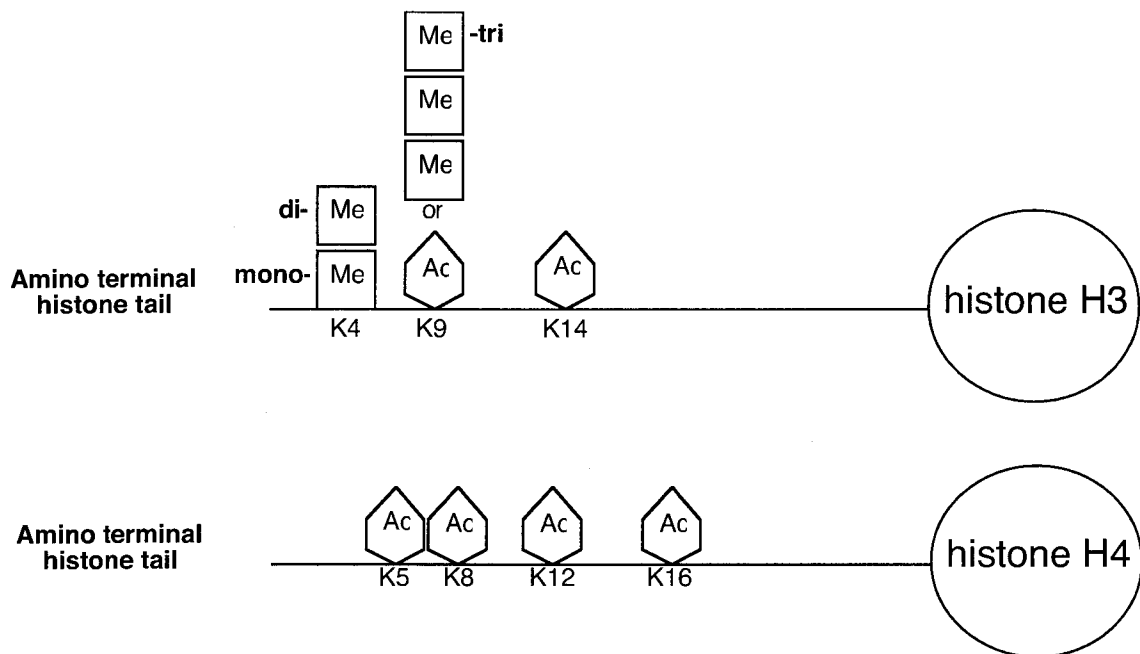 Me -tri
Me
Me
di- Me or
mono- Me Ac Ac
Amino terminal
histone tail
histone H3
K4 K9 K14
Ac Ac Ac Ac
Amino terminal
histone tail
histone H4
K5 K8 K12 K16